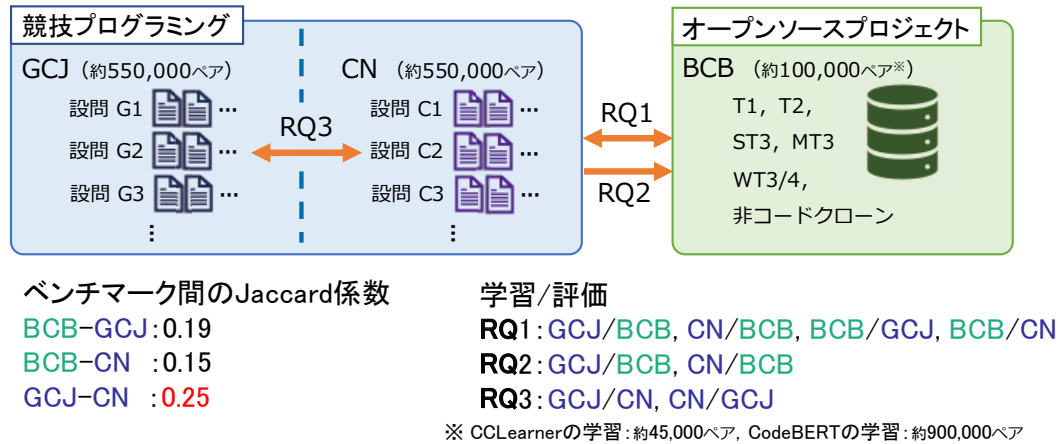 競技プログラミング
GCJ (約550,000ペア)
設問 G1 …
設問 G2 …
設問 G3 …
⋮
RQ3
CN (約550,000ペア)
設問 C1 …
設問 C2 …
設問 C3 …
⋮
RQ1
RQ2
オープンソースプロジェクト
BCB (約100,000ペア※)
T1, T2,
ST3, MT3
WT3/4,
非コードクローン
ベンチマーク間のJaccard係数
BCB-GCJ:0.19
BCB-CN :0.15
GCJ-CN :0.25
学習/評価
RQ1:GCJ/BCB, CN/BCB, BCB/GCJ, BCB/CN
RQ2:GCJ/BCB, CN/BCB
RQ3:GCJ/CN, CN/GCJ
※ CCLearnerの学習:約45,000ペア, CodeBERTの学習:約900,000ペア